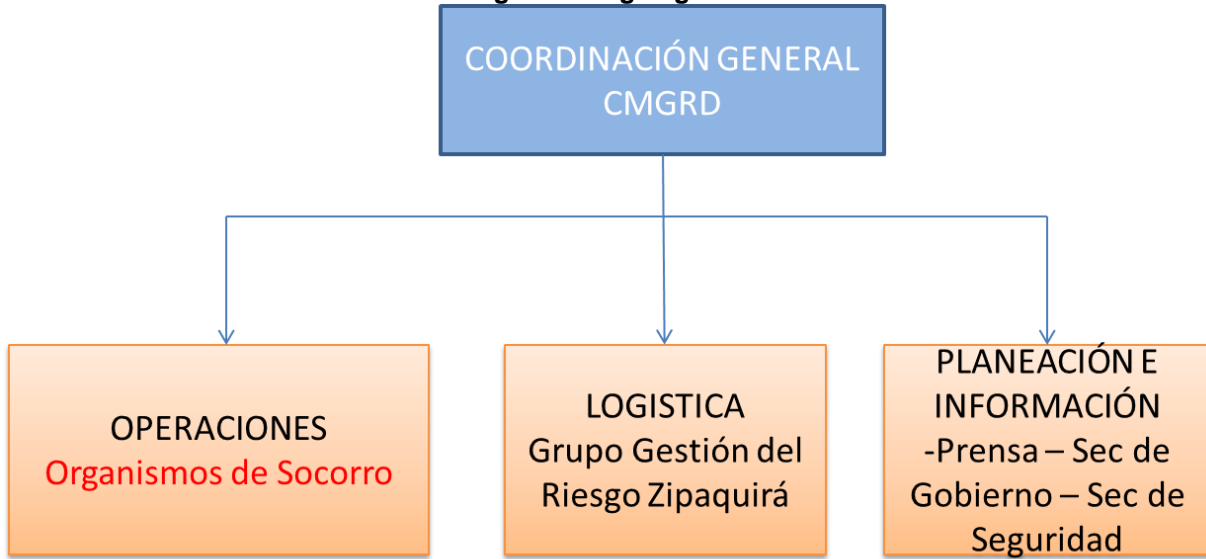 COORDINACIÓN GENERAL
CMGRD
OPERACIONES
Organismos de Socorro
LOGISTICA
Grupo Gestión del
Riesgo Zipaquirá
PLANEACIÓN E
INFORMACIÓN
-Prensa – Sec de
Gobierno – Sec de
Seguridad